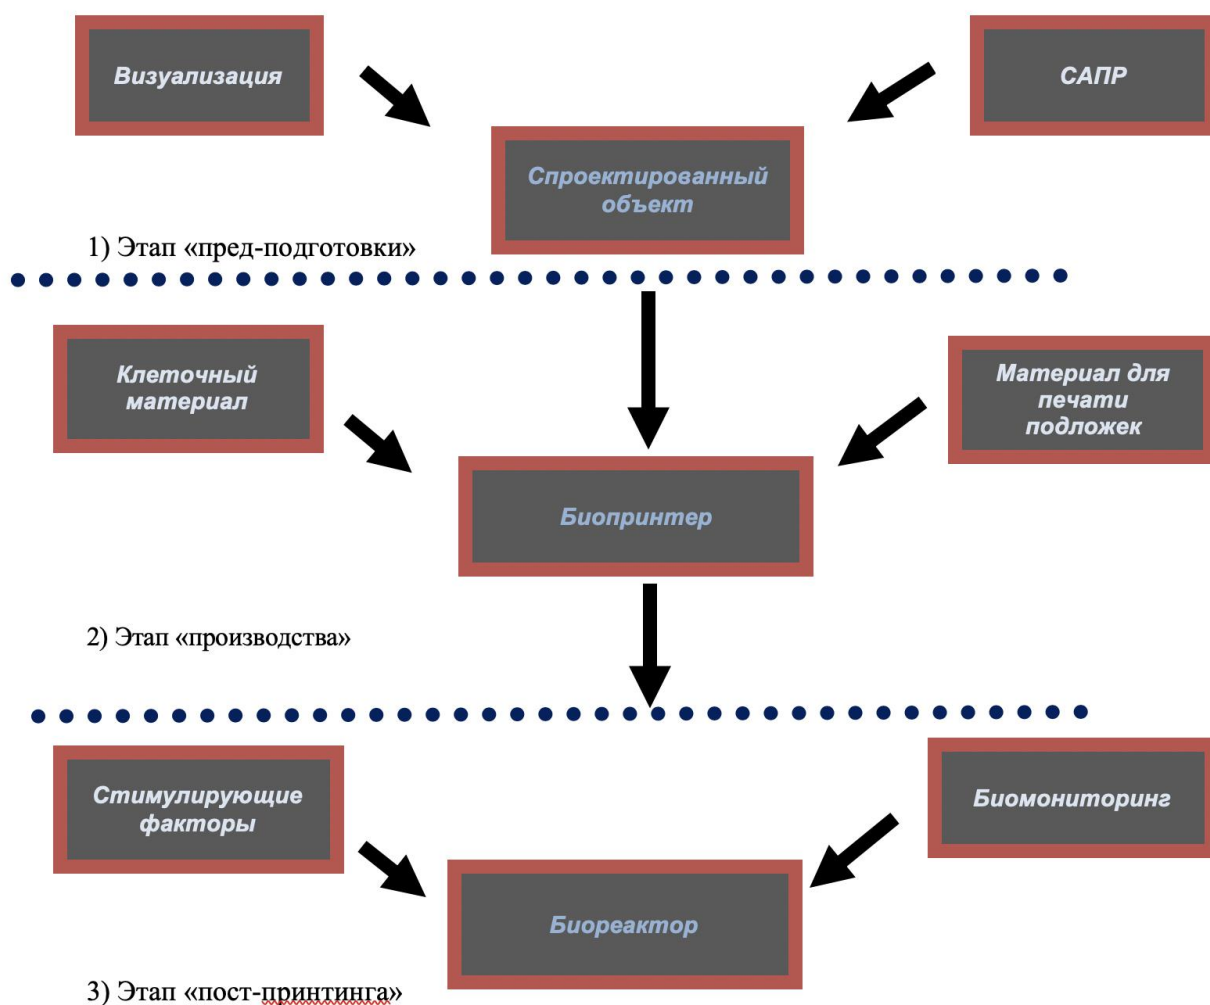 Визуализация
САПР
Спроектированный
объект
1) Этап «пред-подготовки»
Клеточный
материал
Материал для
печати
подложек
Биопринтер
2) Этап «производства»
Стимулирующие
факторы
Биомониторинг
Биореактор
3) Этап «пост-принтинга»